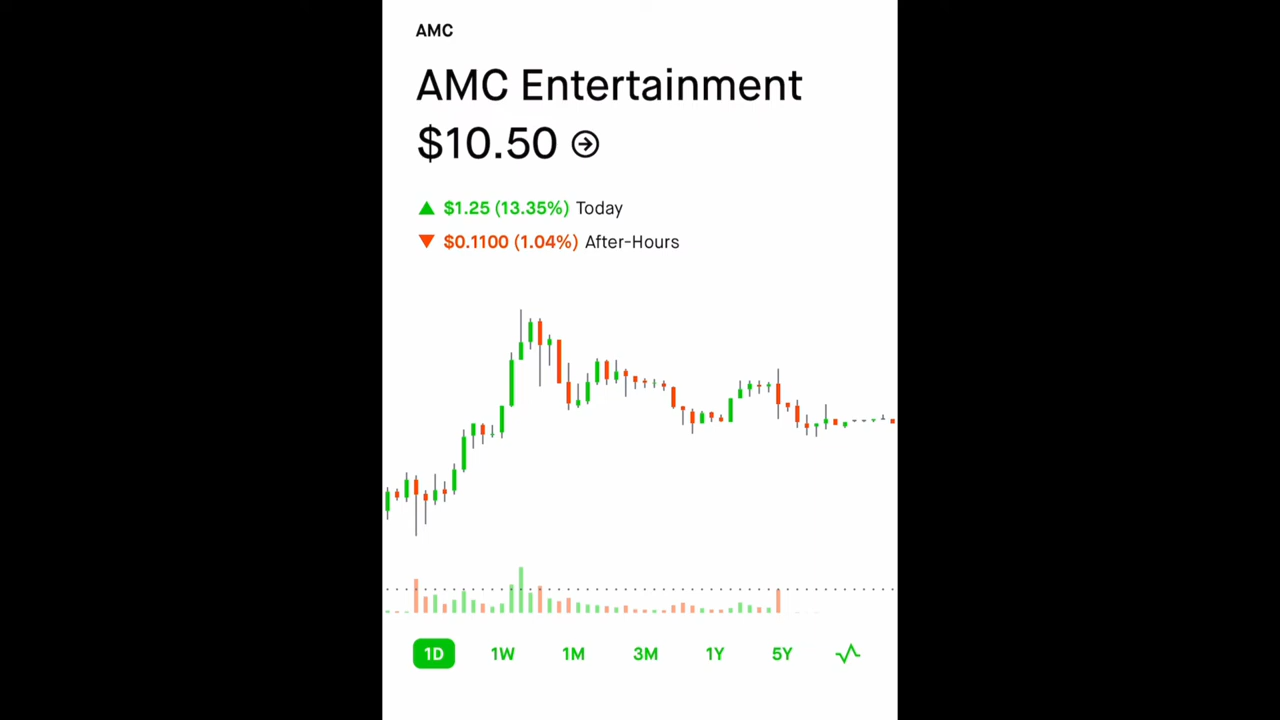 AMC
AMC Entertainment
$10.50
$1.25 (13.35%) Today
$0.1100 (1.04%) After-Hours
1D 1W 1M 3M 1Y 5Y